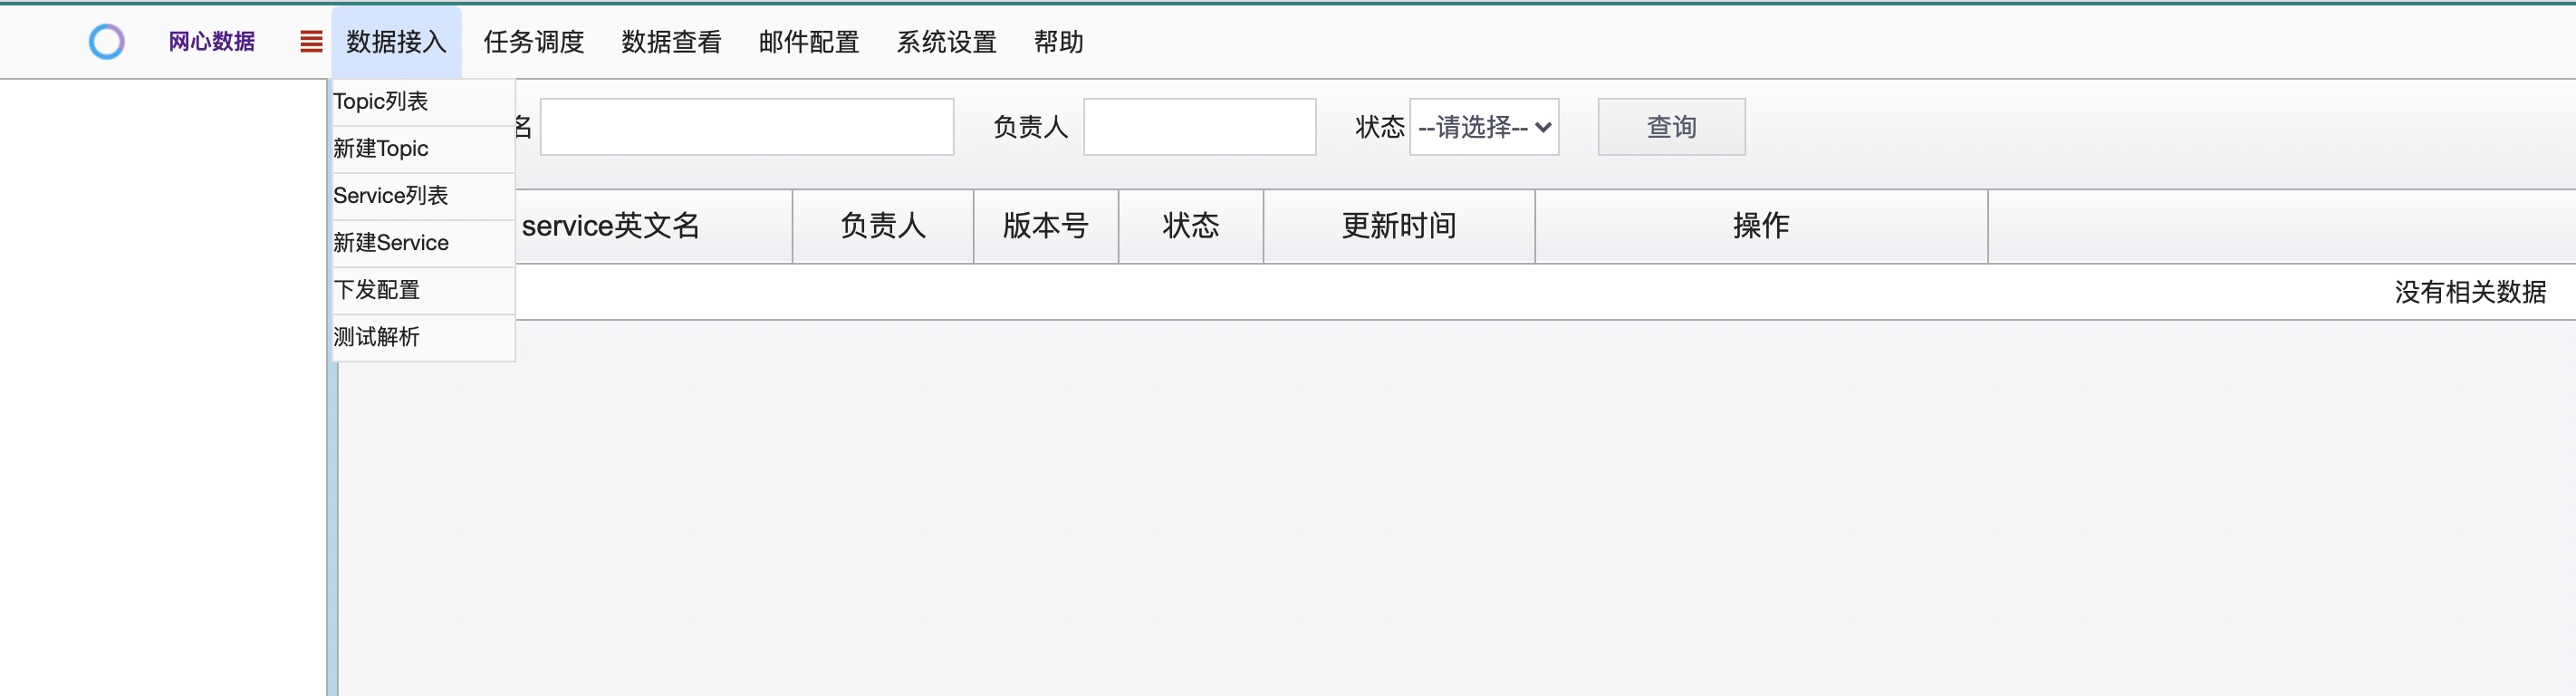 网心数据 数据接入 任务调度 数据查看 邮件配置 系统设置 帮助
Topic列表
新建Topic
Service列表
新建Service
下发配置
测试解析
名 负责人 状态 --请选择-- 查询
service英文名 负责人 版本号 状态 更新时间 操作
没有相关数据